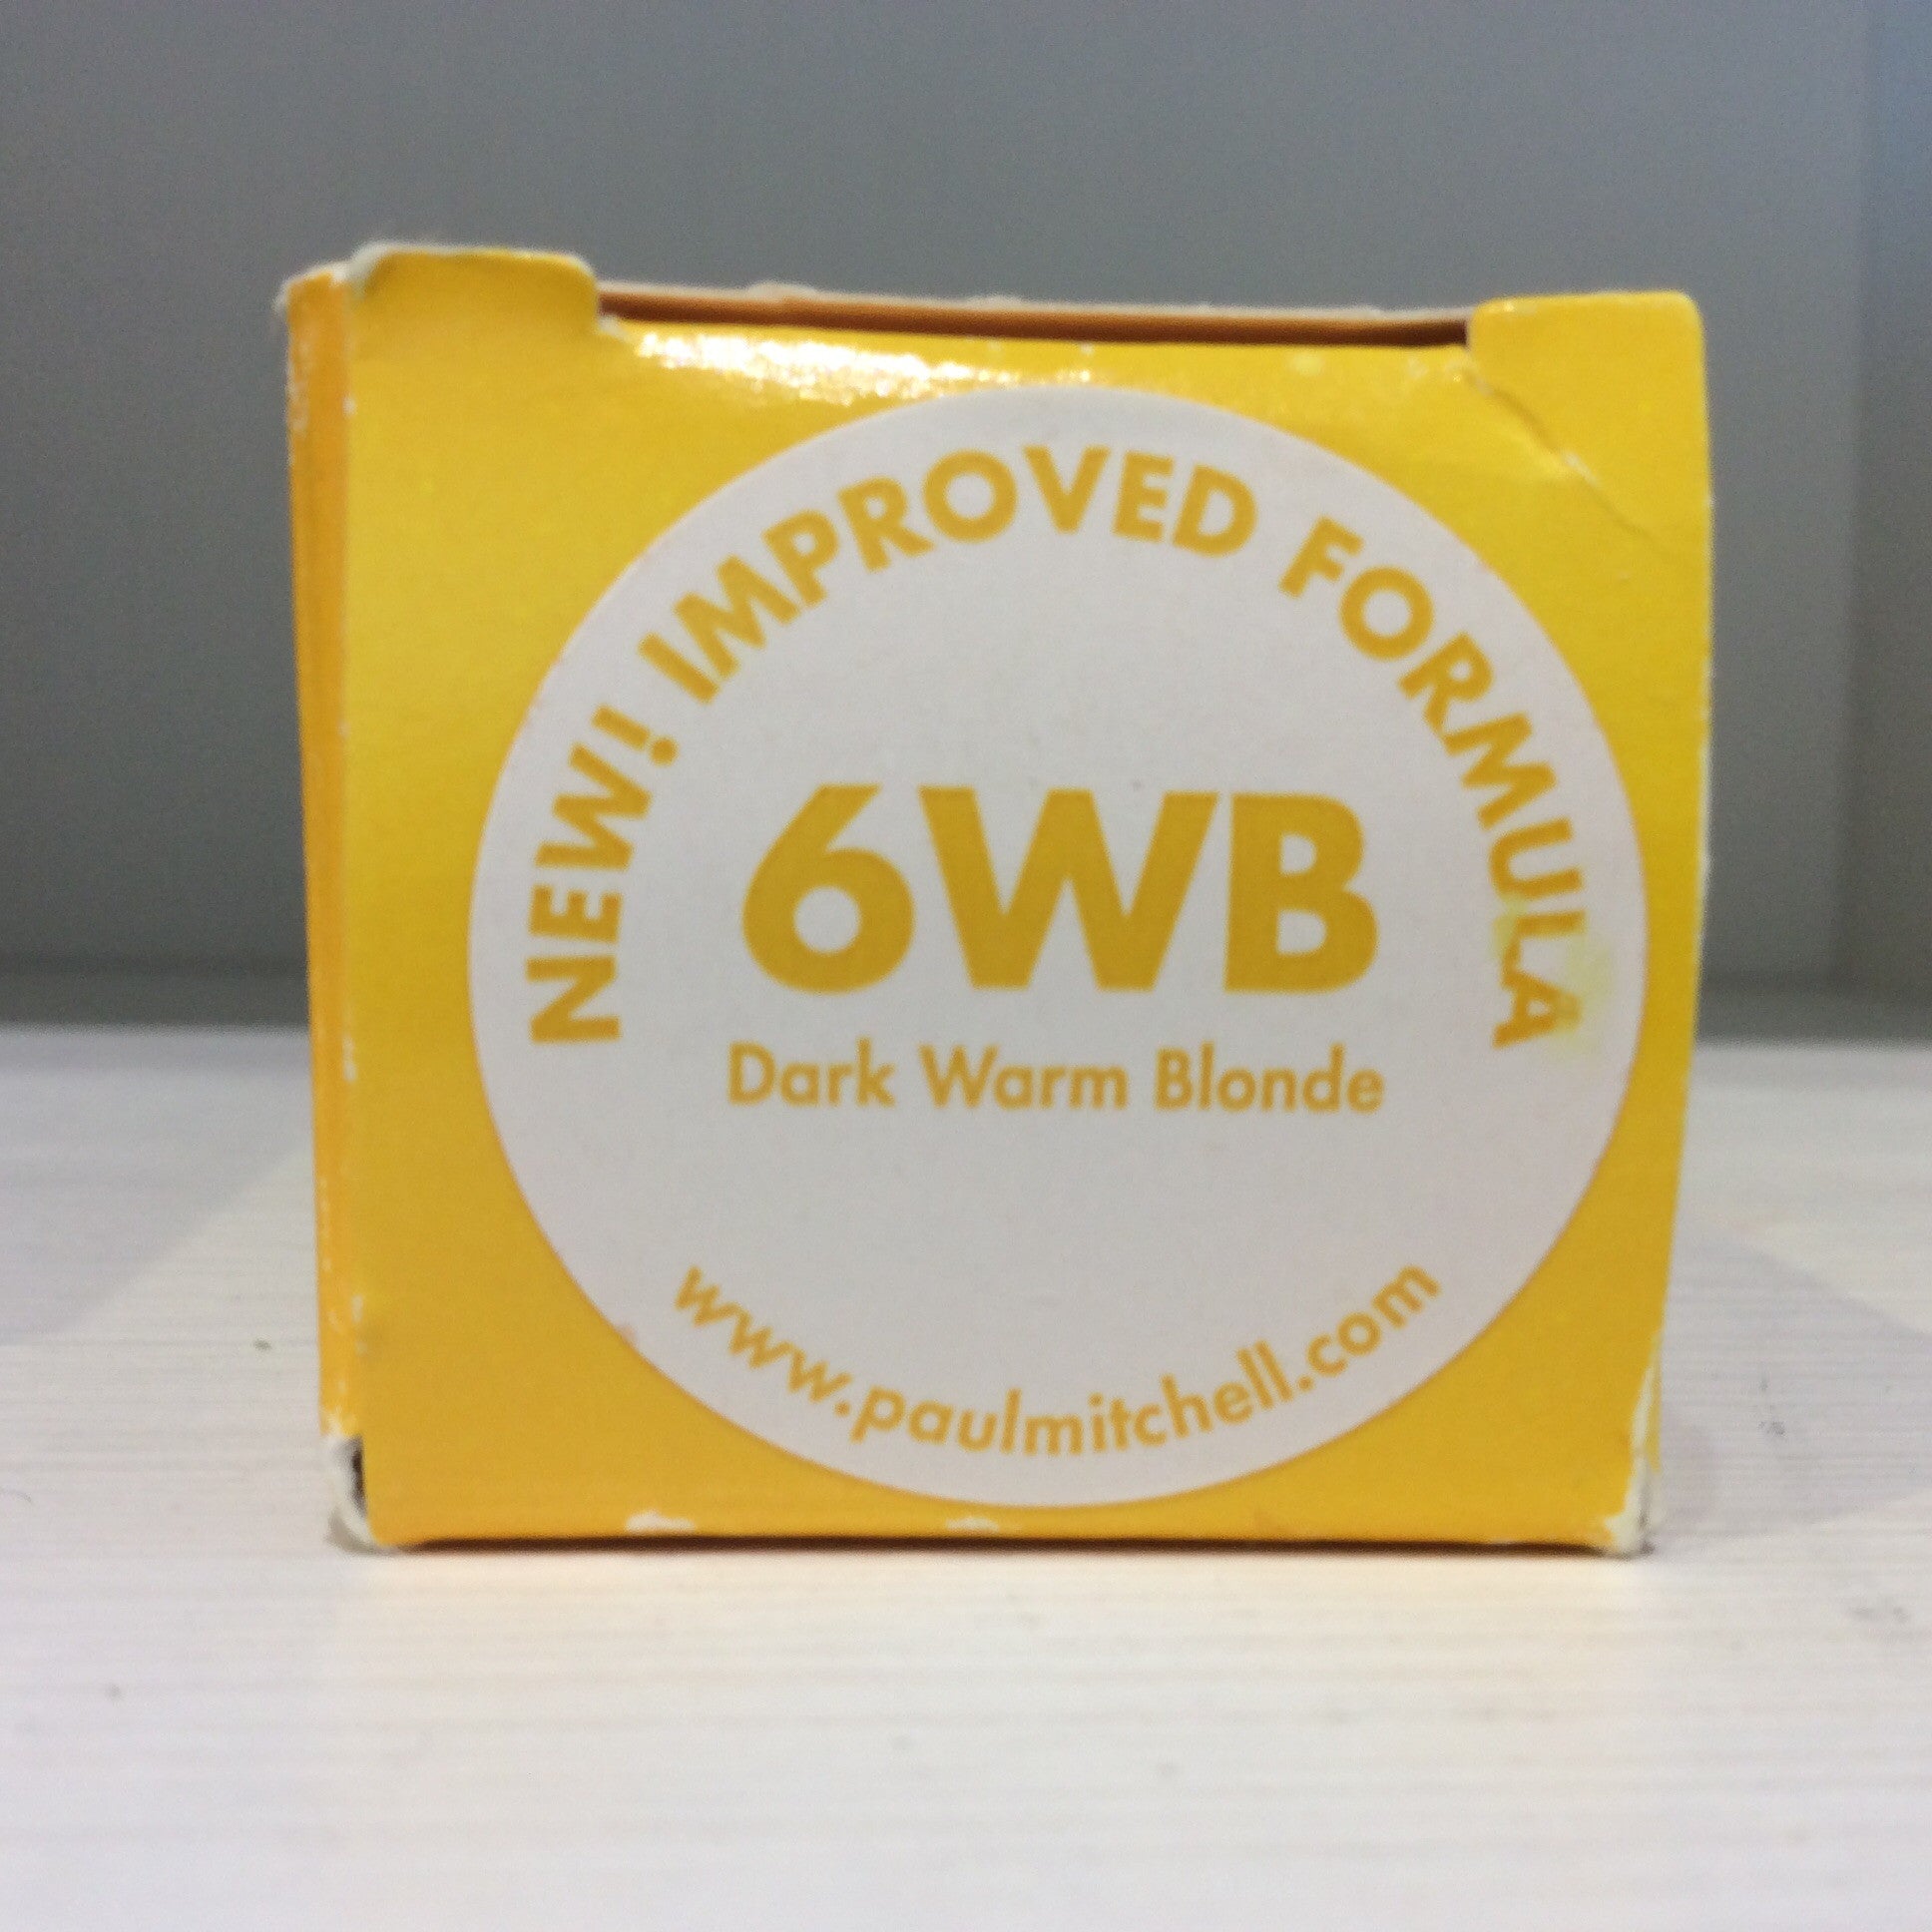 NEW! IMPROVED FORMULA
6WB
Dark Warm Blonde
www.paulmitchell.com